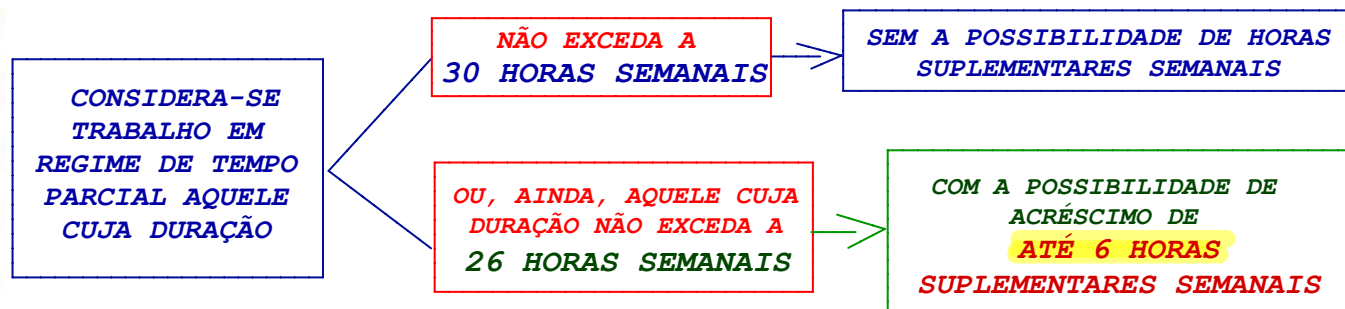 CONSIDERA-SE
TRABALHO EM
REGIME DE TEMPO
PARCIAL AQUELE
CUJA DURAÇÃO
NÃO EXCEDA A
30 HORAS SEMANAIS
SEM A POSSIBILIDADE DE HORAS
SUPLEMENTARES SEMANAIS
OU, AINDA, AQUELE CUJA
DURAÇÃO NÃO EXCEDA A
26 HORAS SEMANAIS
COM A POSSIBILIDADE DE
ACRÉSCIMO DE
ATÉ 6 HORAS
SUPLEMENTARES SEMANAIS